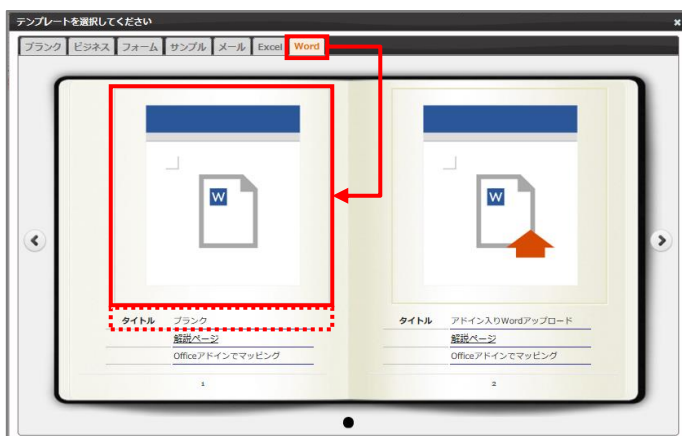 テンプレートを選択してください
×
ブランク ビジネス フォーム サンプル メール Excel Word
W
W
タイトル ブランク
解説ページ
Officeアドインでマッピング
1
タイトル アドイン入りWordアップロード
解説ページ
Officeアドインでマッピング
2